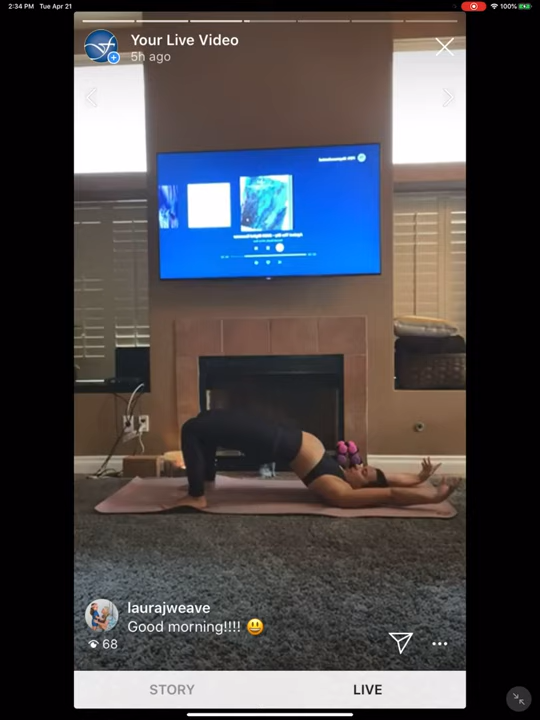 2:34 PM Tue Apr 21
100%
Your Live Video
5h ago
laurajweave
Good morning!!!! 😃
68
STORY
LIVE